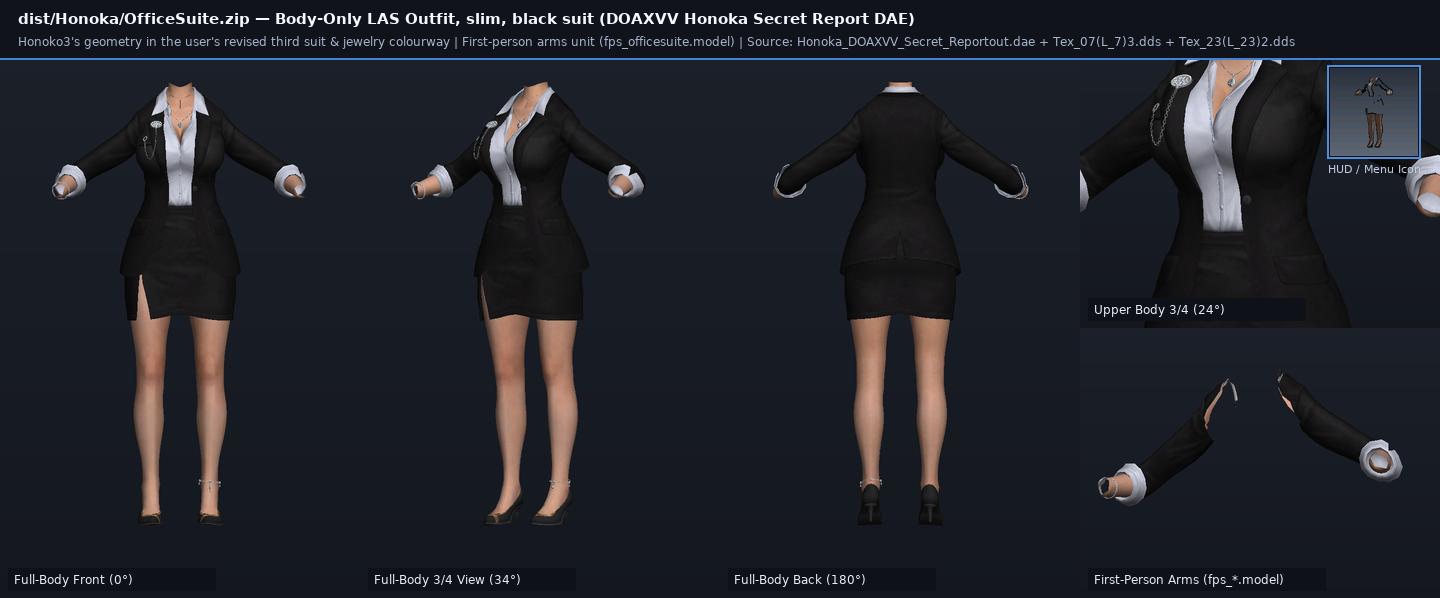 dist/Honoka/OfficeSuite.zip — Body-Only LAS Outfit, slim, black suit (DOAXVV Honoka Secret Report DAE)
Honoko3's geometry in the user's revised third suit & jewelry colourway | First-person arms unit (fps_officesuite.model) | Source: Honoka_DOAXVV_Secret_Reportout.dae + Tex_07(L_7)3.dds + Tex_23(L_23)2.dds
HUD / Menu Icon
Upper Body 3/4 (24°)
Full-Body Front (0°)
Full-Body 3/4 View (34°)
Full-Body Back (180°)
First-Person Arms (fps_*.model)